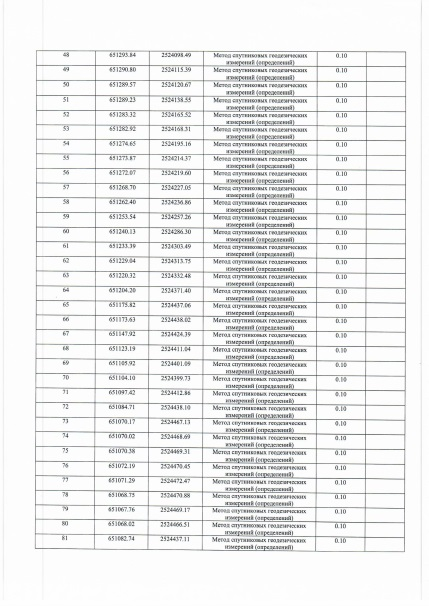 48 651293.84 2524098.49 Метод спутниковых геодезических 0.10
измерений (определений)
49 651290.80 2524115.39 Метод спутниковых геодезических 0.10
измерений (определений)
50 651289.57 2524120.67 Метод спутниковых геодезических 0.10
измерений (определений)
51 651289.23 2524138.55 Метод спутниковых геодезических 0.10
измерений (определений)
52 651283.32 2524165.52 Метод спутниковых геодезических 0.10
измерений (определений)
53 651282.92 2524168.31 Метод спутниковых геодезических 0.10
измерений (определений)
54 651274.65 2524195.16 Метод спутниковых геодезических 0.10
измерений (определений)
55 651273.87 2524214.37 Метод спутниковых геодезических 0.10
измерений (определений)
56 651272.07 2524219.60 Метод спутниковых геодезических 0.10
измерений (определений)
57 651268.70 2524227.05 Метод спутниковых геодезических 0.10
измерений (определений)
58 651262.40 2524236.86 Метод спутниковых геодезических 0.10
измерений (определений)
59 651253.54 2524257.26 Метод спутниковых геодезических 0.10
измерений (определений)
60 651240.13 2524286.30 Метод спутниковых геодезических 0.10
измерений (определений)
61 651233.39 2524303.49 Метод спутниковых геодезических 0.10
измерений (определений)
62 651229.04 2524313.75 Метод спутниковых геодезических 0.10
измерений (определений)
63 651220.32 2524332.48 Метод спутниковых геодезических 0.10
измерений (определений)
64 651204.20 2524371.40 Метод спутниковых геодезических 0.10
измерений (определений)
65 651175.82 2524437.06 Метод спутниковых геодезических 0.10
измерений (определений)
66 651173.63 2524438.02 Метод спутниковых геодезических 0.10
измерений (определений)
67 651147.92 2524424.39 Метод спутниковых геодезических 0.10
измерений (определений)
68 651123.19 2524411.04 Метод спутниковых геодезических 0.10
измерений (определений)
69 651105.92 2524401.09 Метод спутниковых геодезических 0.10
измерений (определений)
70 651104.10 2524399.73 Метод спутниковых геодезических 0.10
измерений (определений)
71 651097.42 2524412.86 Метод спутниковых геодезических 0.10
измерений (определений)
72 651084.71 2524438.10 Метод спутниковых геодезических 0.10
измерений (определений)
73 651070.17 2524467.13 Метод спутниковых геодезических 0.10
измерений (определений)
74 651070.02 2524468.69 Метод спутниковых геодезических 0.10
измерений (определений)
75 651070.38 2524469.31 Метод спутниковых геодезических 0.10
измерений (определений)
76 651072.19 2524470.45 Метод спутниковых геодезических 0.10
измерений (определений)
77 651071.29 2524472.47 Метод спутниковых геодезических 0.10
измерений (определений)
78 651068.75 2524470.88 Метод спутниковых геодезических 0.10
измерений (определений)
79 651067.76 2524469.17 Метод спутниковых геодезических 0.10
измерений (определений)
80 651068.02 2524466.51 Метод спутниковых геодезических 0.10
измерений (определений)
81 651082.74 2524437.11 Метод спутниковых геодезических 0.10
измерений (определений)